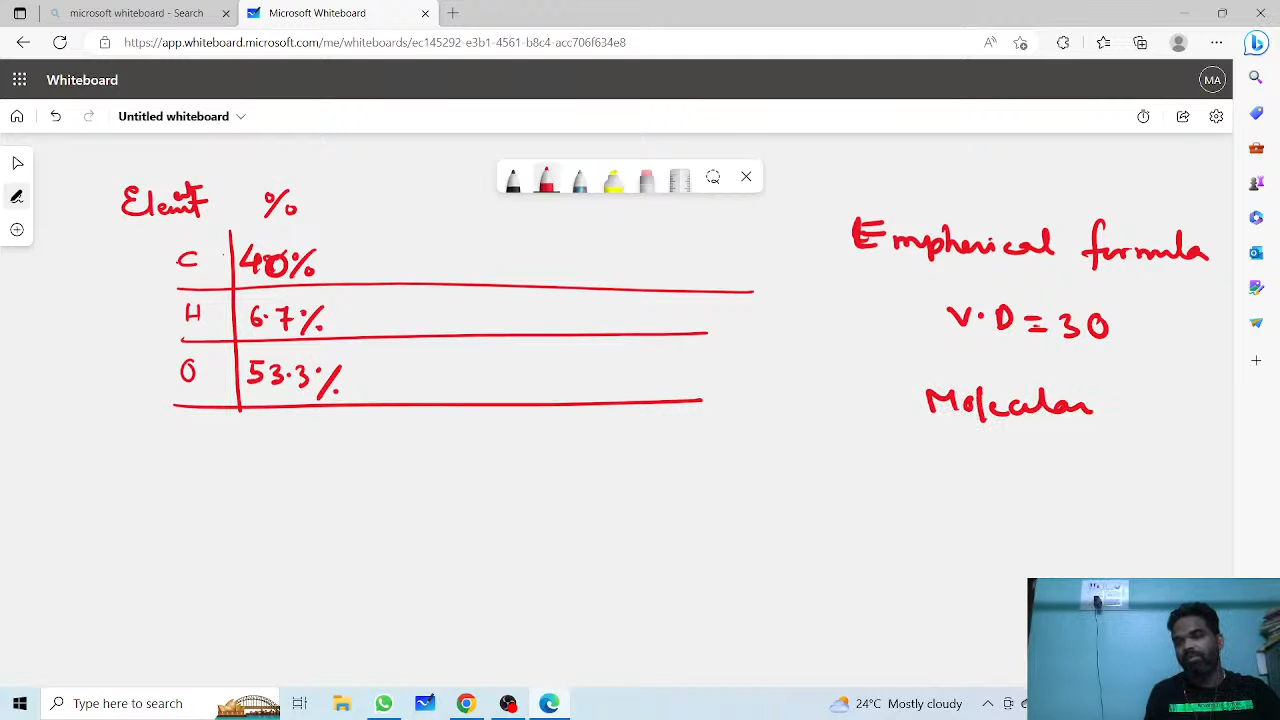 microsoft whiteboard - Search
Microsoft Whiteboard
https://app.whiteboard.microsoft.com/me/whiteboards/ec145292-e3b1-4561-b8c4-acc706f634e8
Whiteboard
MA
Untitled whiteboard
Element %
C 40%
H 6.7%
O 53.3%
Empherical formula
V.D = 30
Molecular
Type here to search
24°C Mostly cloudy